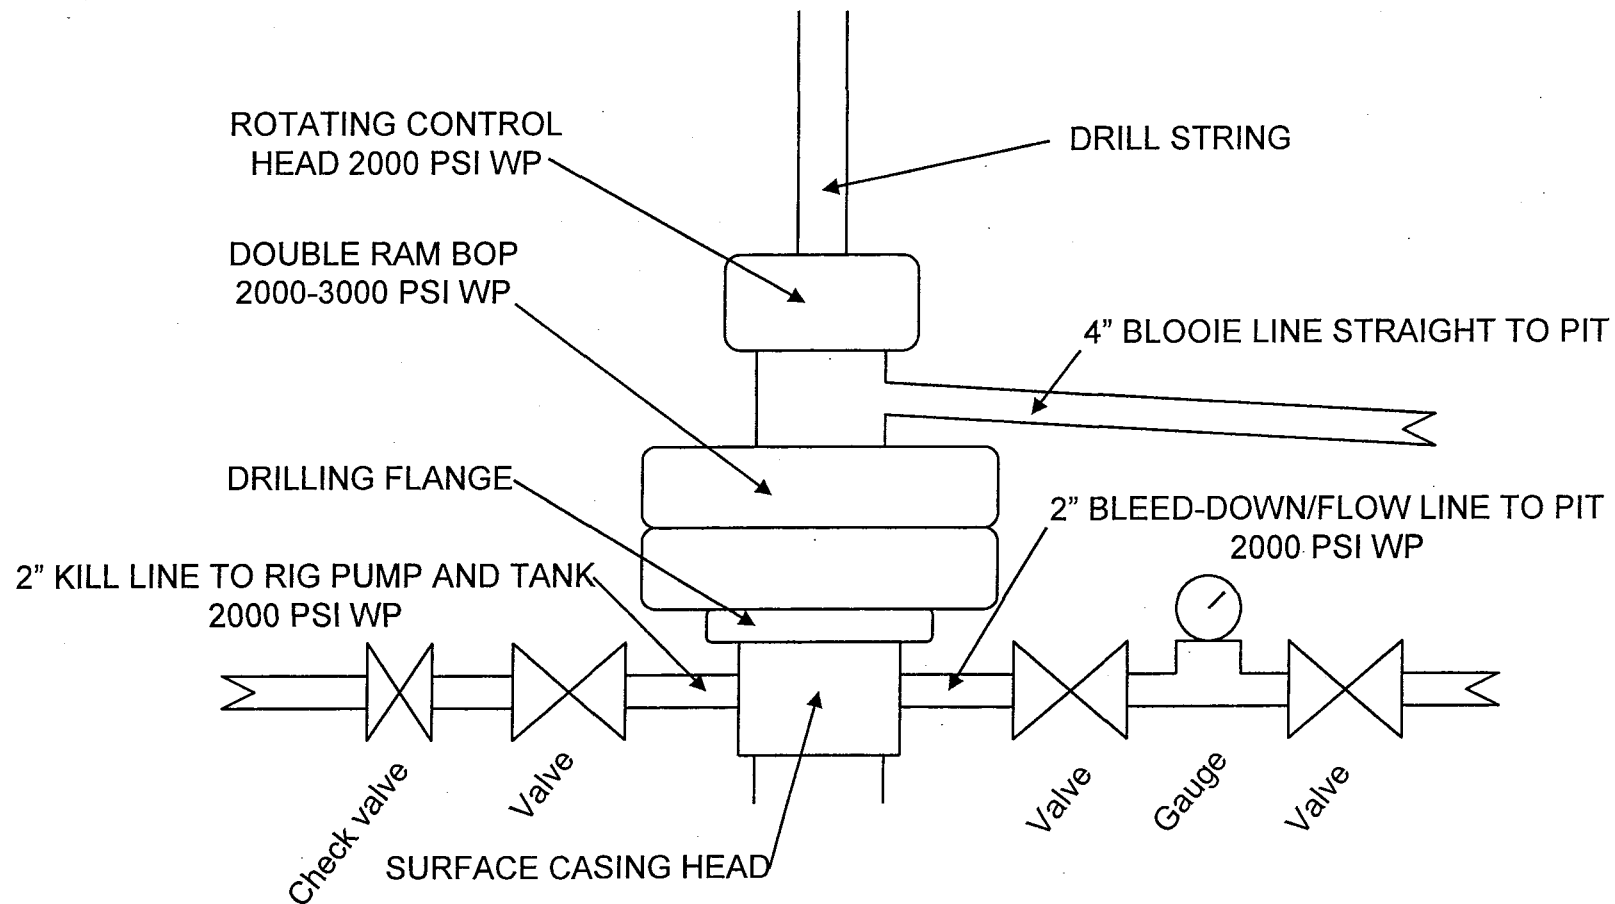 ROTATING CONTROL
HEAD 2000 PSI WP
DRILL STRING
DOUBLE RAM BOP
2000-3000 PSI WP
4” BLOOIE LINE STRAIGHT TO PIT
DRILLING FLANGE
2” BLEED-DOWN/FLOW LINE TO PIT
2000 PSI WP
2” KILL LINE TO RIG PUMP AND TANK
2000 PSI WP
Check valve
Valve
Valve
Gauge
Valve
SURFACE CASING HEAD